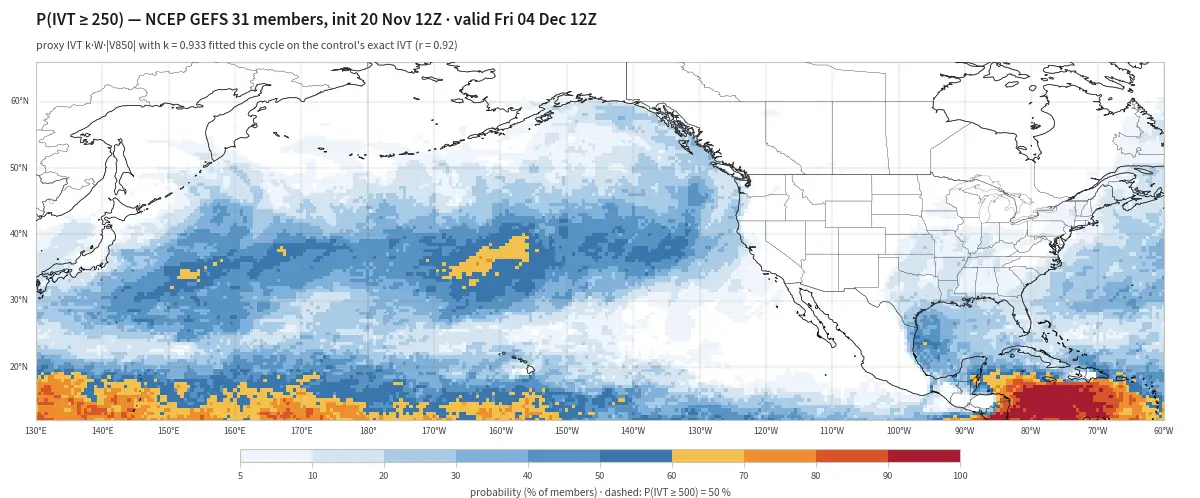 P(IVT ≥ 250) — NCEP GEFS 31 members, init 20 Nov 12Z · valid Fri 04 Dec 12Z
proxy IVT k·W·|V850| with k = 0.933 fitted this cycle on the control's exact IVT (r = 0.92)
60°N
50°N
40°N
30°N
20°N
130°E 140°E 150°E 160°E 170°E 180° 170°W 160°W 150°W 140°W 130°W 120°W 110°W 100°W 90°W 80°W 70°W 60°W
5 10 20 30 40 50 60 70 80 90 100
probability (% of members) · dashed: P(IVT ≥ 500) = 50 %